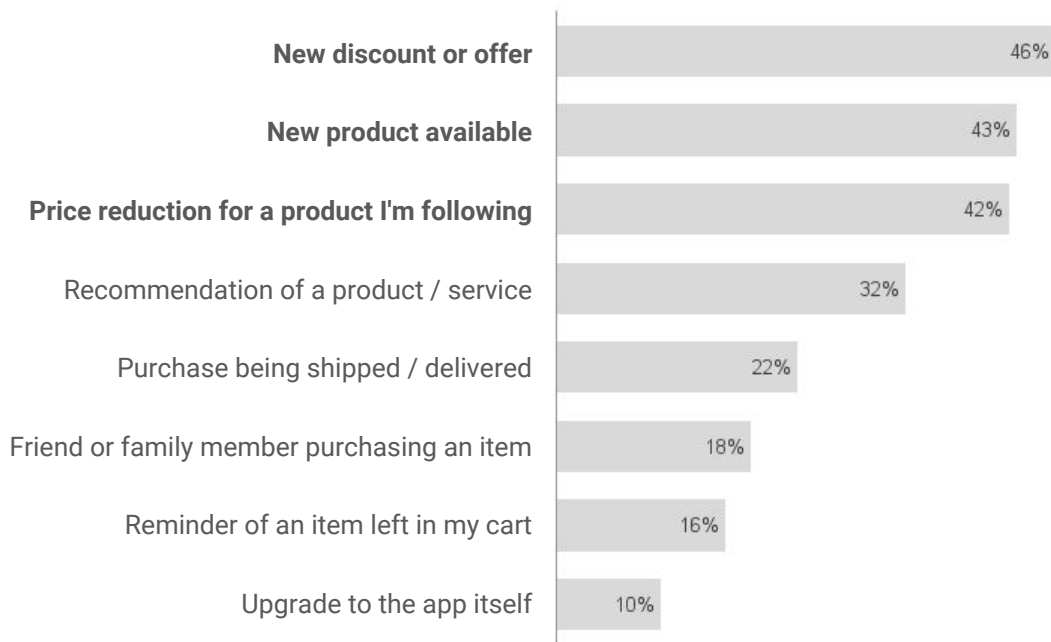 New discount or offer 46%
New product available 43%
Price reduction for a product I'm following 42%
Recommendation of a product / service 32%
Purchase being shipped / delivered 22%
Friend or family member purchasing an item 18%
Reminder of an item left in my cart 16%
Upgrade to the app itself 10%